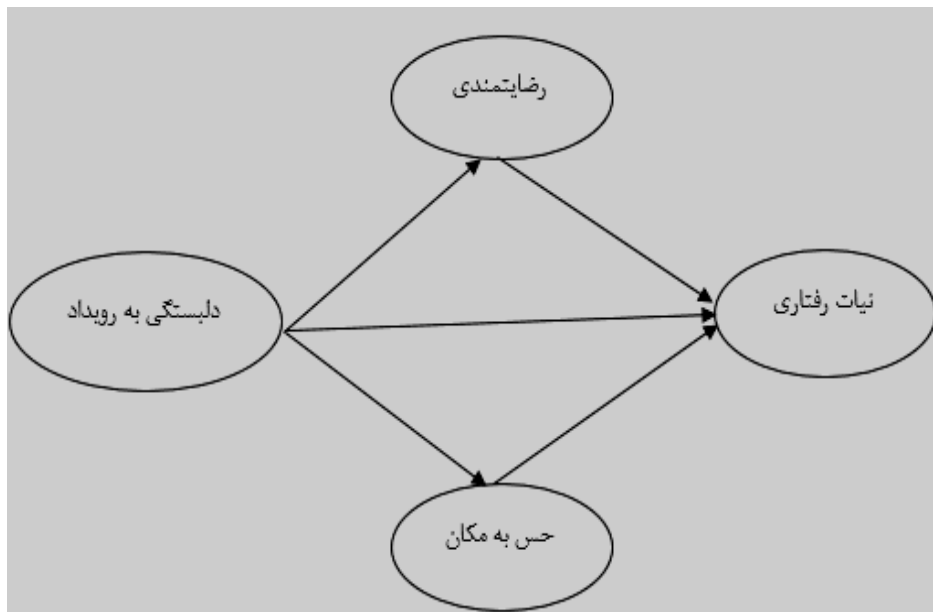 رضایتمندی
دلبستگی به رویداد
نیات رفتاری
حس به مکان